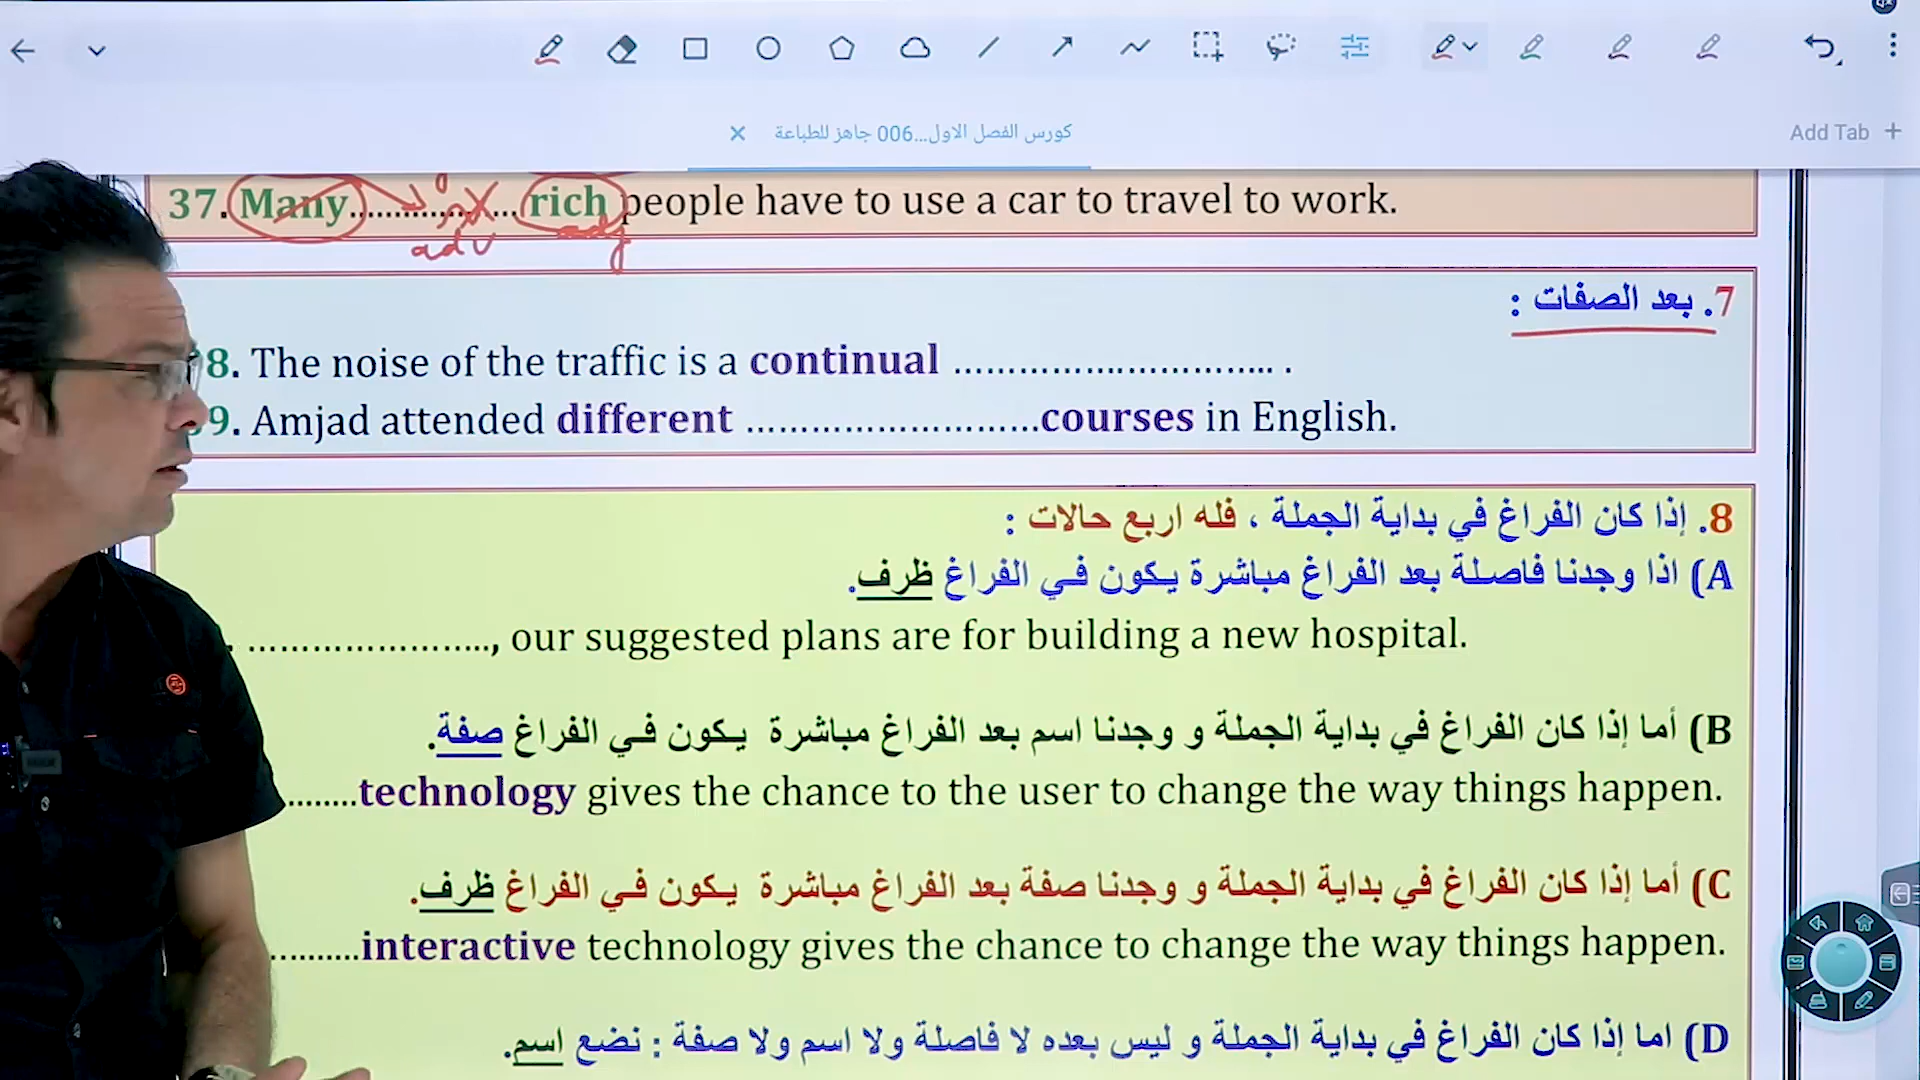 كورس الفصل الاول...006 جاهز للطباعة
Add Tab
37. Many.................rich people have to use a car to travel to work.
adv
adj
7. بعد الصفات :
8. The noise of the traffic is a continual ................................ .
9. Amjad attended different ...........................courses in English.
8. إذا كان الفراغ في بداية الجملة ، فله اربع حالات :
A) اذا وجدنا فاصلة بعد الفراغ مباشرة يكون في الفراغ ظرف.
. ........................, our suggested plans are for building a new hospital.
B) أما إذا كان الفراغ في بداية الجملة و وجدنا اسم بعد الفراغ مباشرة يكون في الفراغ صفة.
.........technology gives the chance to the user to change the way things happen.
C) أما إذا كان الفراغ في بداية الجملة و وجدنا صفة بعد الفراغ مباشرة يكون في الفراغ ظرف.
...........interactive technology gives the chance to change the way things happen.
D) اما إذا كان الفراغ في بداية الجملة و ليس بعده لا فاصلة ولا اسم ولا صفة : نضع اسم.